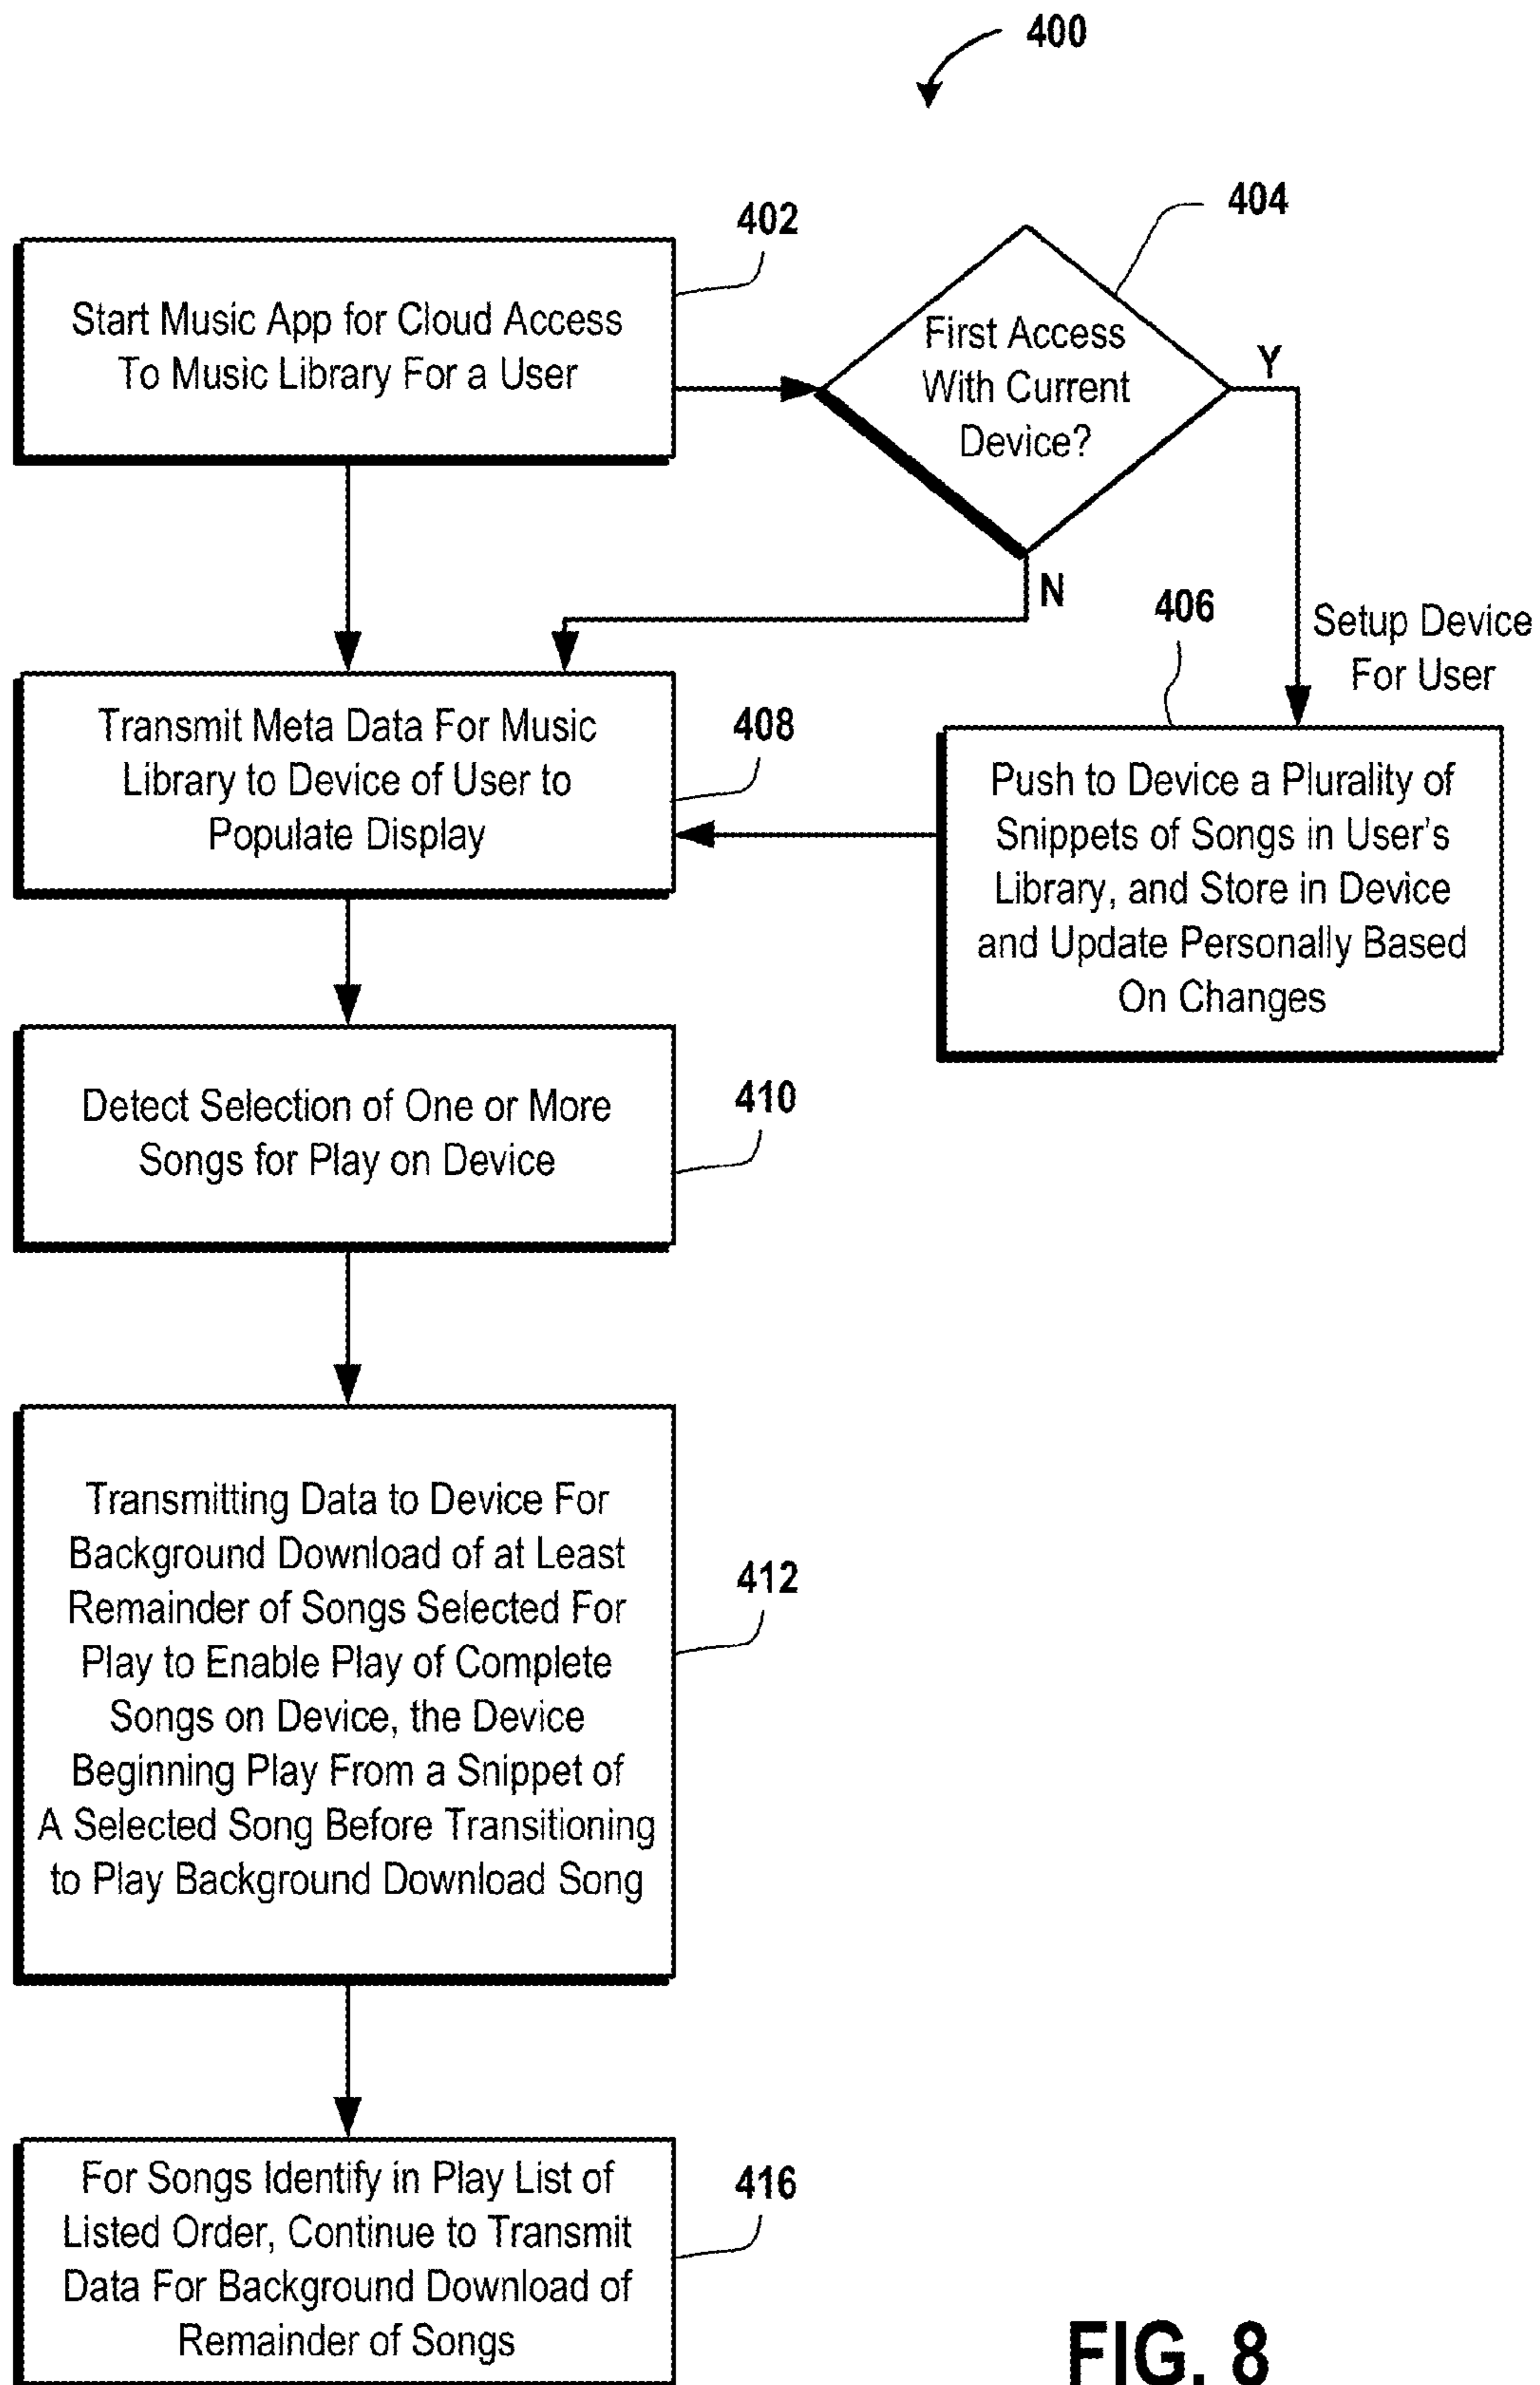 400
402
Start Music App for Cloud Access
To Music Library For a User
404
First Access
With Current
Device?
Y
N
Setup Device
For User
406
Push to Device a Plurality of
Snippets of Songs in User's
Library, and Store in Device
and Update Personally Based
On Changes
408
Transmit Meta Data For Music
Library to Device of User to
Populate Display
410
Detect Selection of One or More
Songs for Play on Device
412
Transmitting Data to Device For
Background Download of at Least
Remainder of Songs Selected For
Play to Enable Play of Complete
Songs on Device, the Device
Beginning Play From a Snippet of
A Selected Song Before Transitioning
to Play Background Download Song
416
For Songs Identify in Play List of
Listed Order, Continue to Transmit
Data For Background Download of
Remainder of Songs
FIG. 8